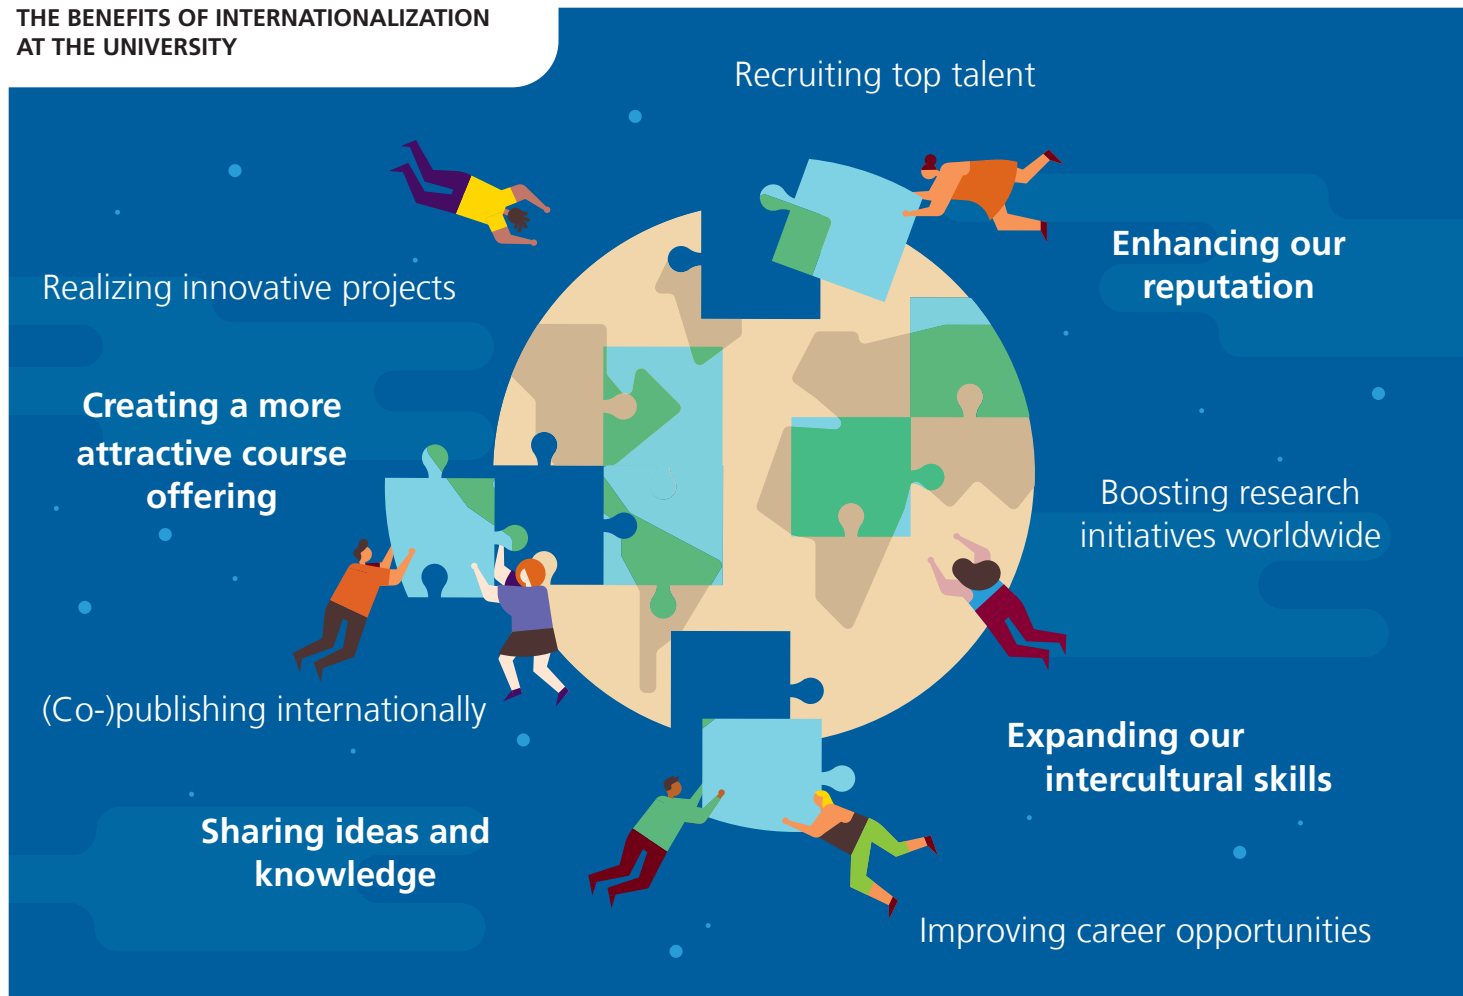 THE BENEFITS OF INTERNATIONALIZATION
AT THE UNIVERSITY
Recruiting top talent
Enhancing our
reputation
Realizing innovative projects
Creating a more
attractive course
offering
Boosting research
initiatives worldwide
(Co-)publishing internationally
Expanding our
intercultural skills
Sharing ideas and
knowledge
Improving career opportunities